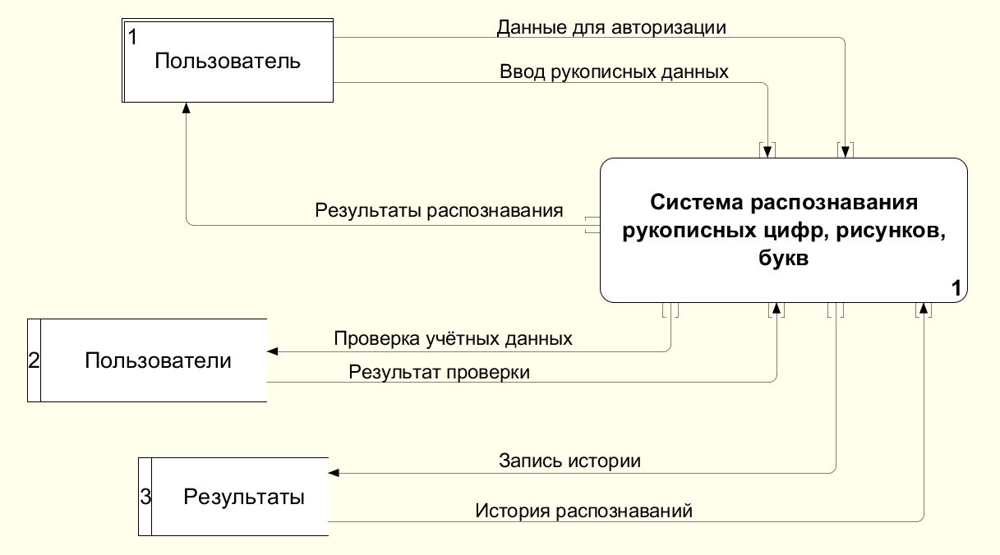 Данные для авторизации
1
Пользователь
Ввод рукописных данных
Результаты распознавания
Система распознавания
рукописных цифр, рисунков,
букв
1
Проверка учётных данных
2
Пользователи
Результат проверки
Запись истории
3
Результаты
История распознаваний